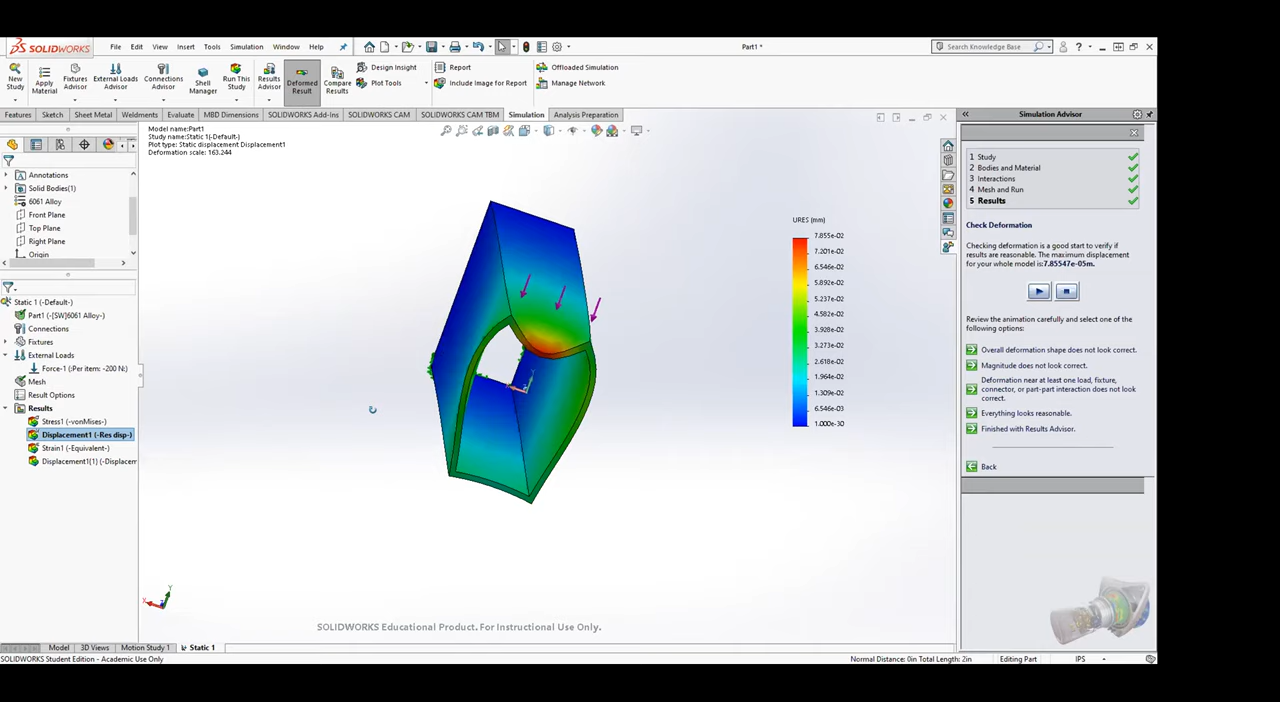 SOLIDWORKS File Edit View Insert Tools Simulation Window Help Part1 * Search Knowledge Base
New Study
Apply Material
Fixtures Advisor
External Loads Advisor
Connections Advisor
Shell Manager
Run This Study
Results Advisor
Deformed Result
Compare Results
Design Insight
Plot Tools
Report
Include Image for Report
Offloaded Simulation
Manage Network
Features Sketch Sheet Metal Weldments Evaluate MBD Dimensions SOLIDWORKS Add-Ins SOLIDWORKS CAM SOLIDWORKS CAM TBM Simulation Analysis Preparation
Annotations
Solid Bodies(1)
6061 Alloy
Front Plane
Top Plane
Right Plane
Origin
Static 1 (-Default-)
Part1 (-[SW]6061 Alloy-)
Connections
Fixtures
External Loads
Force-1 (:Per item: -200 N:)
Mesh
Result Options
Results
Stress1 (-vonMises-)
Displacement1 (-Res disp-)
Strain1 (-Equivalent-)
Displacement1(1) (-Displacem
Model name:Part1
Study name:Static 1(-Default-)
Plot type: Static displacement Displacement1
Deformation scale: 163.244
URES (mm)
7.855e-02
7.201e-02
6.546e-02
5.892e-02
5.237e-02
4.582e-02
3.928e-02
3.273e-02
2.618e-02
1.964e-02
1.309e-02
6.546e-03
1.000e-30
Y
X
SOLIDWORKS Educational Product. For Instructional Use Only.
Simulation Advisor
1 Study
2 Bodies and Material
3 Interactions
4 Mesh and Run
5 Results
Check Deformation
Checking deformation is a good start to verify if
results are reasonable. The maximum displacement
for your whole model is:7.85547e-05m.
Review the animation carefully and select one of the
following options:
Overall deformation shape does not look correct.
Magnitude does not look correct.
Deformation near at least one load, fixture,
connector, or part-part interaction does not look
correct.
Everything looks reasonable.
Finished with Results Advisor.
Back
Model 3D Views Motion Study 1 Static 1
SOLIDWORKS Student Edition - Academic Use Only Normal Distance: 0in Total Length: 2in Editing Part IPS